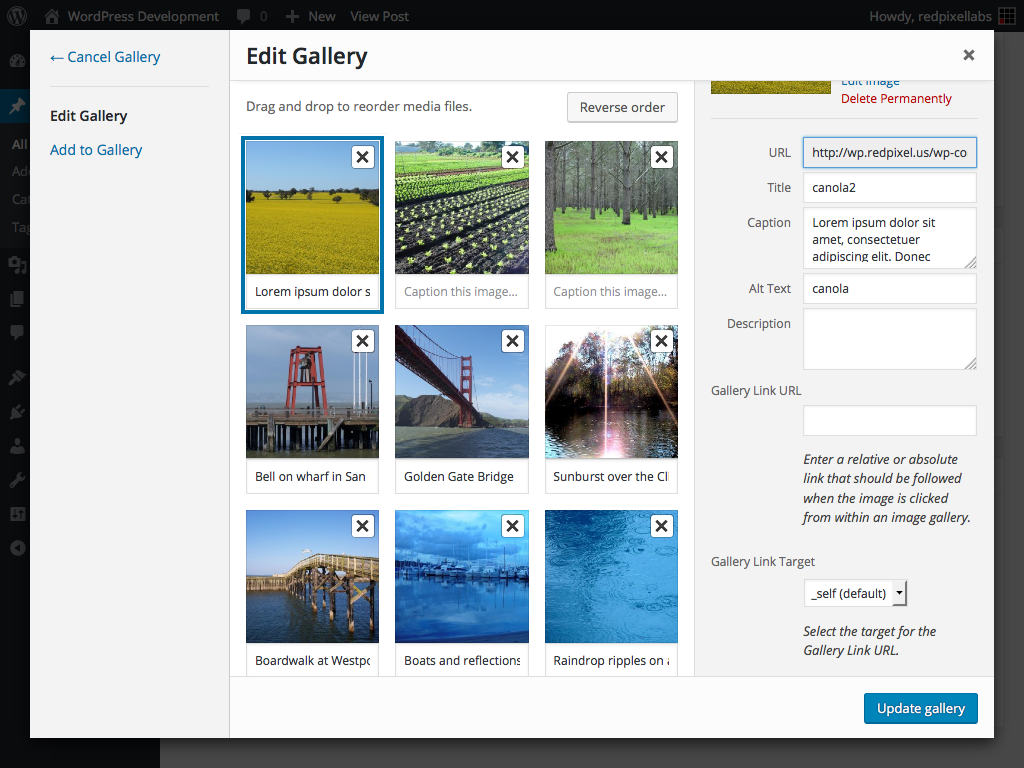 WordPress Development
0
New
View Post
Howdy, redpixellabs
← Cancel Gallery
Edit Gallery
Add to Gallery
Edit Gallery
Drag and drop to reorder media files.
Reverse order
Lorem ipsum dolor s
Caption this image...
Caption this image...
Bell on wharf in San
Golden Gate Bridge
Sunburst over the Cli
Boardwalk at Westpo
Boats and reflections
Raindrop ripples on a
Edit Image
Delete Permanently
URL
http://wp.redpixel.us/wp-co
Title
canola2
Caption
Lorem ipsum dolor sit
amet, consectetuer
adipiscing elit. Donec
Alt Text
canola
Description
Gallery Link URL
Enter a relative or absolute
link that should be followed
when the image is clicked
from within an image gallery.
Gallery Link Target
_self (default)
Select the target for the
Gallery Link URL.
Update gallery
All
Ad
Cat
Tag